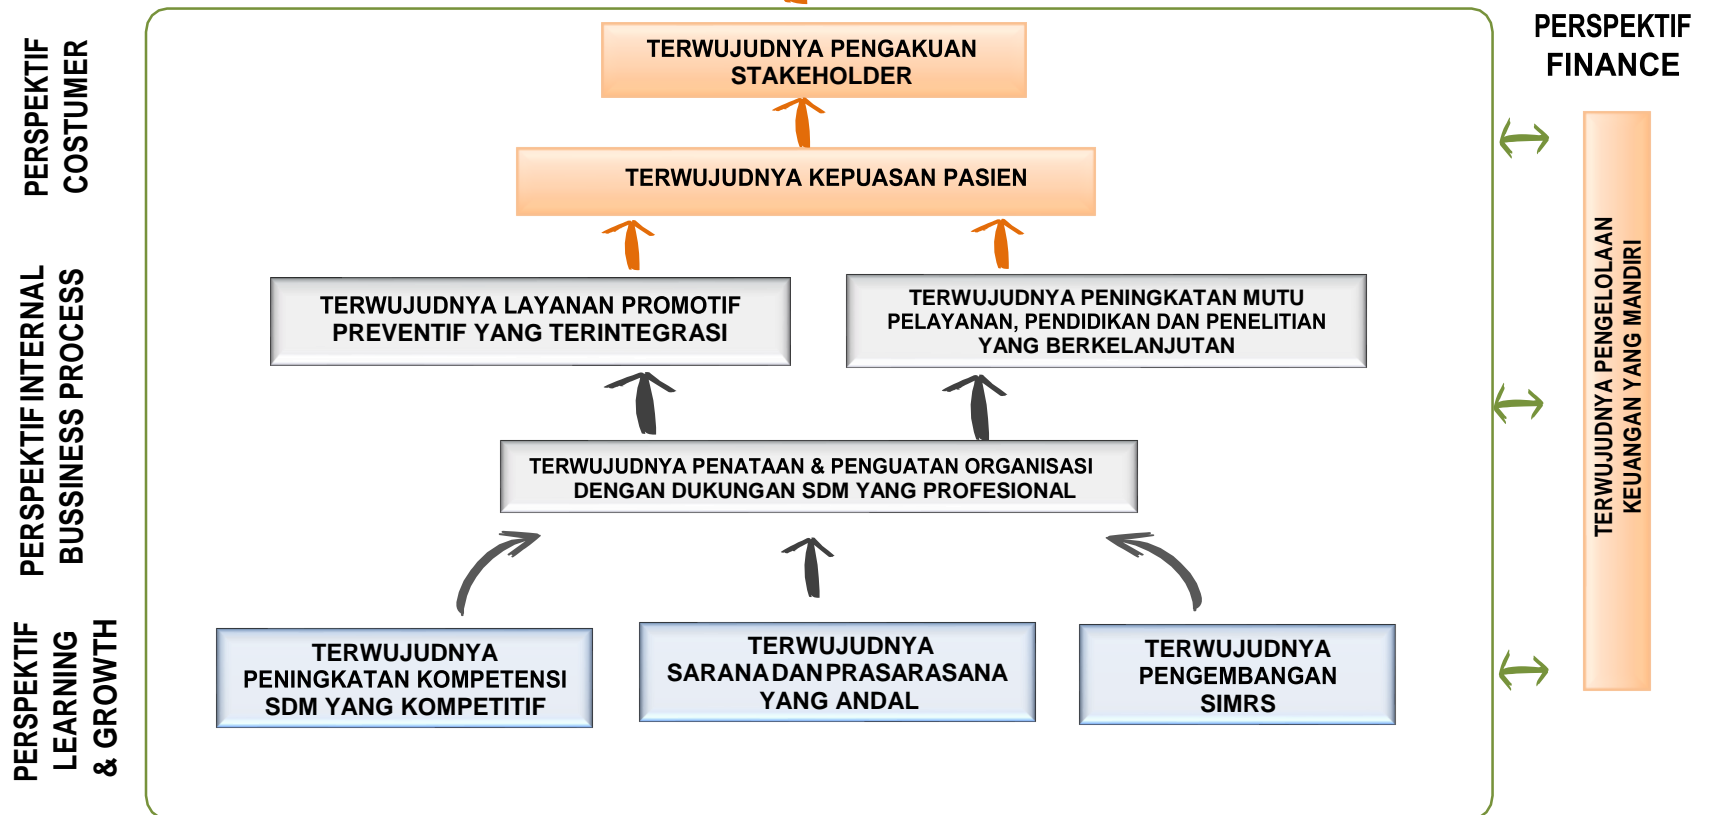 PERSPEKTIF
COSTUMER
TERWUJUDNYA PENGAKUAN
STAKEHOLDER
TERWUJUDNYA KEPUASAN PASIEN
PERSPEKTIF INTERNAL
BUSSINESS PROCESS
TERWUJUDNYA LAYANAN PROMOTIF
PREVENTIF YANG TERINTEGRASI
TERWUJUDNYA PENINGKATAN MUTU
PELAYANAN, PENDIDIKAN DAN PENELITIAN
YANG BERKELANJUTAN
TERWUJUDNYA PENATAAN & PENGUATAN ORGANISASI
DENGAN DUKUNGAN SDM YANG PROFESIONAL
PERSPEKTIF
LEARNING
& GROWTH
TERWUJUDNYA
PENINGKATAN KOMPETENSI
SDM YANG KOMPETITIF
TERWUJUDNYA
SARANA DAN PRASARASANA
YANG ANDAL
TERWUJUDNYA
PENGEMBANGAN
SIMRS
PERSPEKTIF
FINANCE
TERWUJUDNYA PENGELOLAAN
KEUANGAN YANG MANDIRI